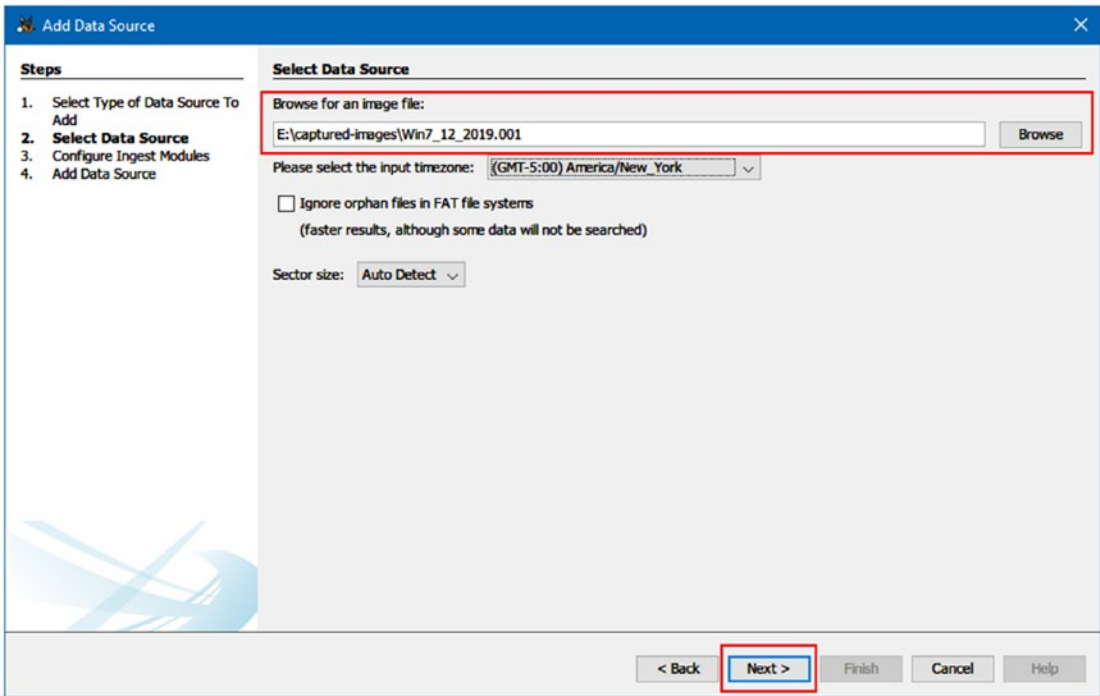 Add Data Source
Steps
1. Select Type of Data Source To
Add
2. Select Data Source
3. Configure Ingest Modules
4. Add Data Source
Select Data Source
Browse for an image file:
E:\captured-images\Win7_12_2019.001
Browse
Please select the input timezone: (GMT-5:00) America/New_York
Ignore orphan files in FAT file systems
(faster results, although some data will not be searched)
Sector size: Auto Detect
< Back Next > Finish Cancel Help